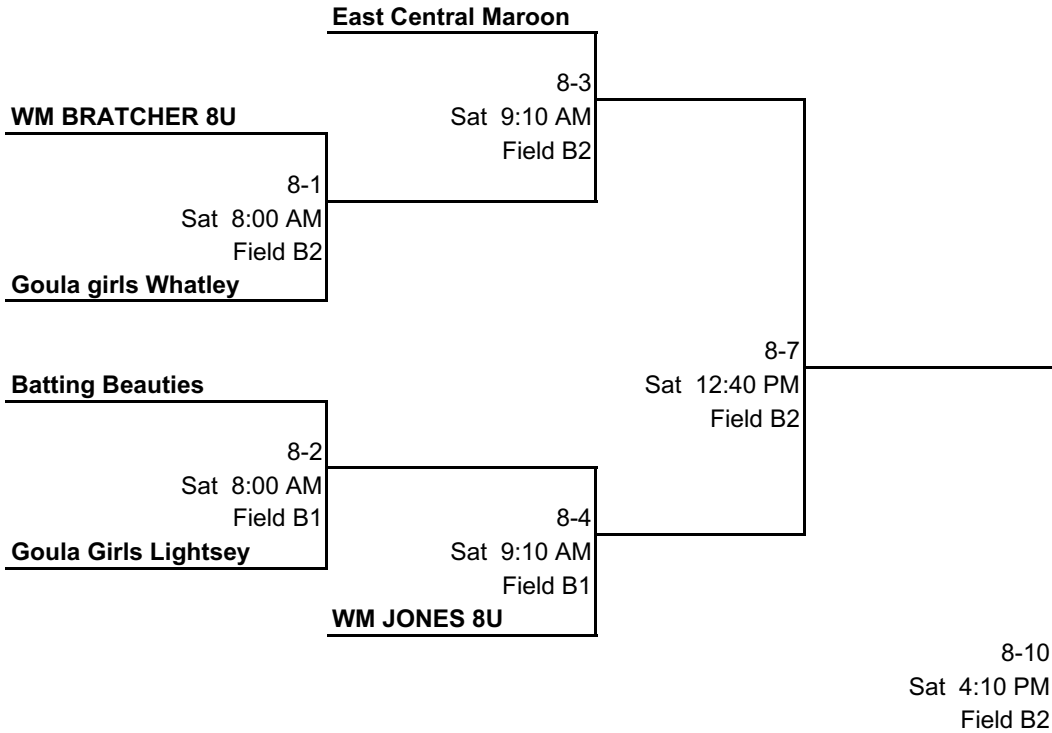 East Central Maroon
8-3
Sat 9:10 AM
Field B2
WM BRATCHER 8U
8-1
Sat 8:00 AM
Field B2
Goula girls Whatley
8-7
Sat 12:40 PM
Field B2
Batting Beauties
8-2
Sat 8:00 AM
Field B1
Goula Girls Lightsey
8-4
Sat 9:10 AM
Field B1
WM JONES 8U
8-10
Sat 4:10 PM
Field B2